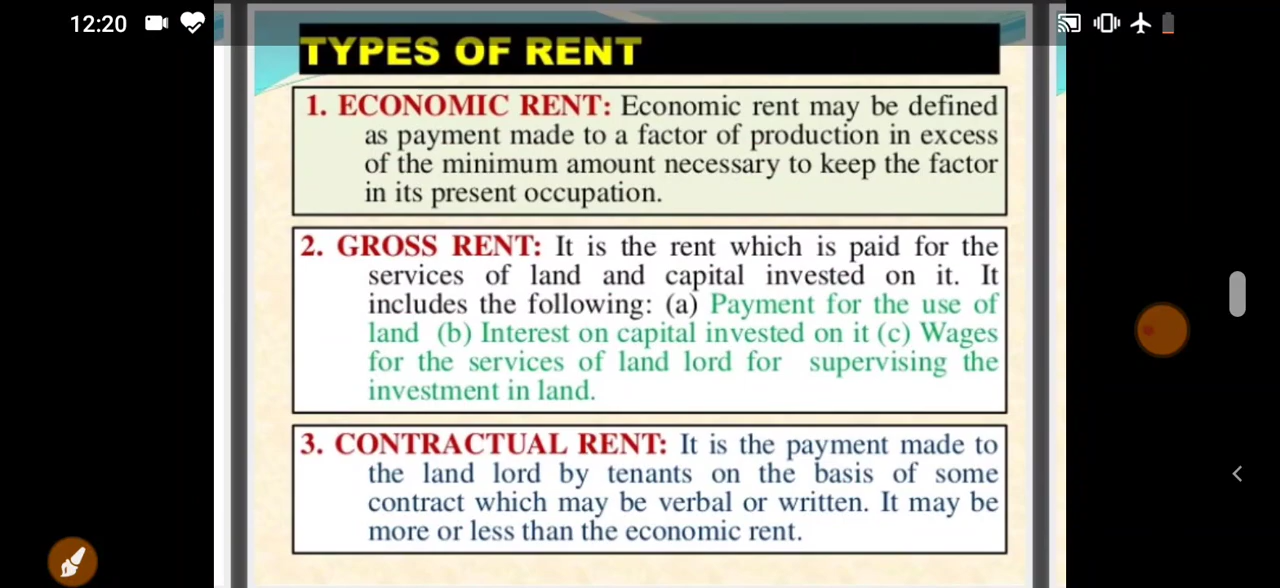 12:20
TYPES OF RENT
1. ECONOMIC RENT: Economic rent may be defined
as payment made to a factor of production in excess
of the minimum amount necessary to keep the factor
in its present occupation.
2. GROSS RENT: It is the rent which is paid for the
services of land and capital invested on it. It
includes the following: (a) Payment for the use of
land (b) Interest on capital invested on it (c) Wages
for the services of land lord for supervising the
investment in land.
3. CONTRACTUAL RENT: It is the payment made to
the land lord by tenants on the basis of some
contract which may be verbal or written. It may be
more or less than the economic rent.